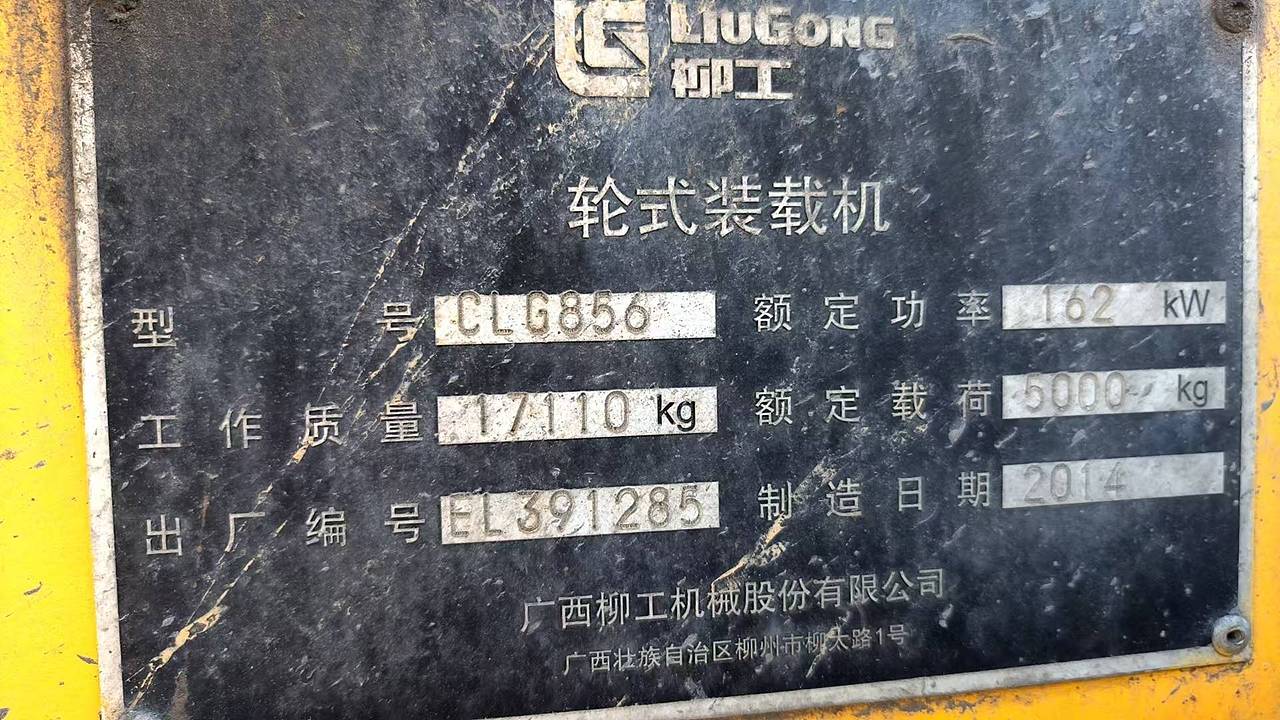 LIUGONG
柳工
轮式装载机
型号 CLG856 额定功率 162 kW
工作质量 17110 kg 额定载荷 5000 kg
出厂编号 EL391285 制造日期 2014
广西柳工机械股份有限公司
广西壮族自治区柳州市柳太路1号